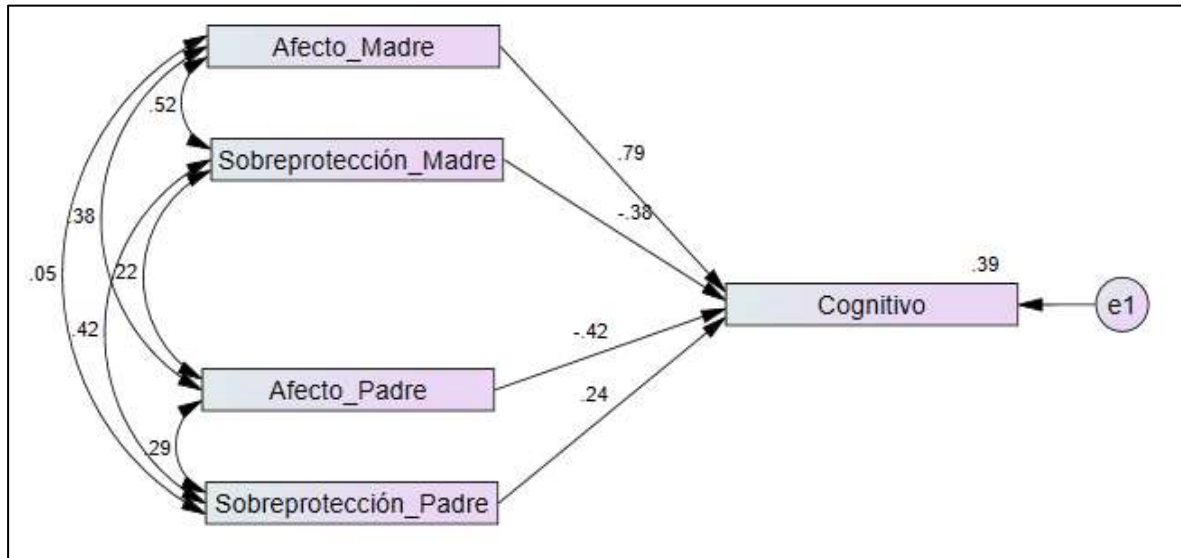 Afecto_Madre
.52
Sobreprotección_Madre
.79
-.38
.38
.22
.05
.42
.39
Cognitivo
e1
-.42
Afecto_Padre
.24
.29
Sobreprotección_Padre